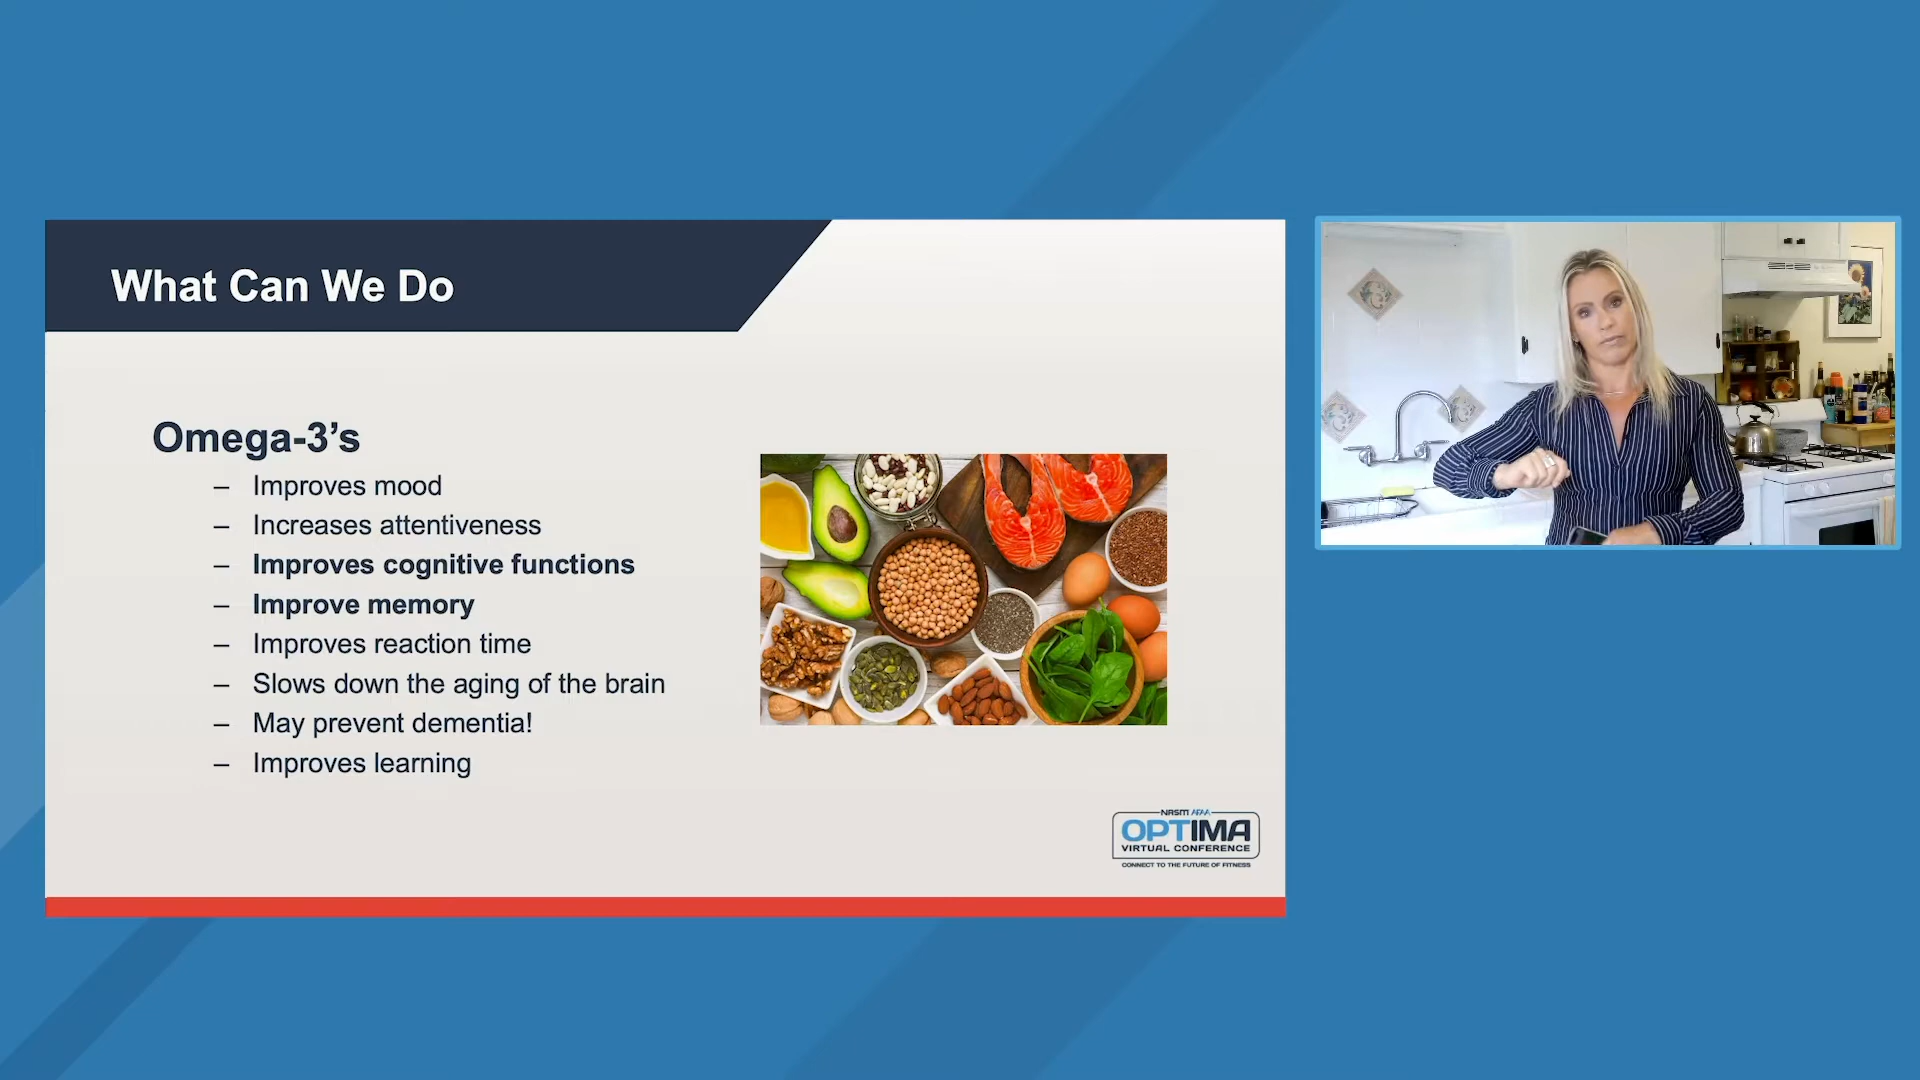 What Can We Do
Omega-3’s
– Improves mood
– Increases attentiveness
– Improves cognitive functions
– Improve memory
– Improves reaction time
– Slows down the aging of the brain
– May prevent dementia!
– Improves learning
NASM AFAA
OPTIMA
VIRTUAL CONFERENCE
CONNECT TO THE FUTURE OF FITNESS